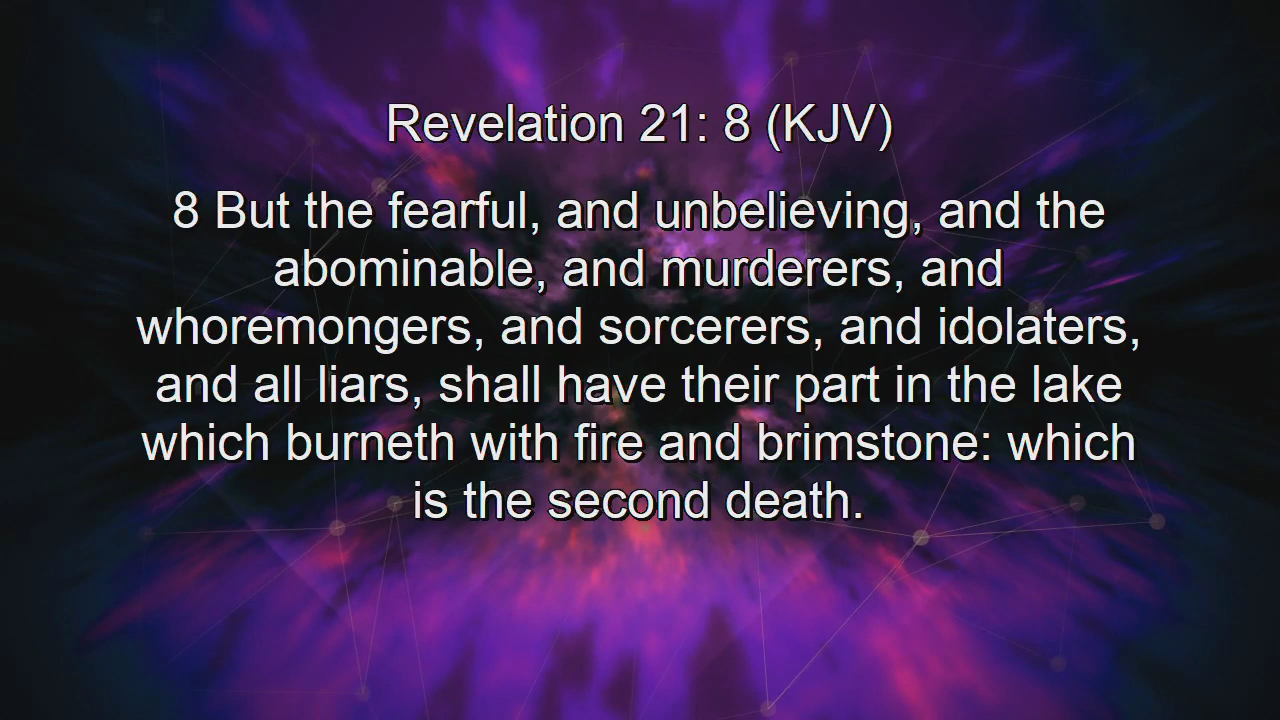 Revelation 21: 8 (KJV)
8 But the fearful, and unbelieving, and the
abominable, and murderers, and
whoremongers, and sorcerers, and idolaters,
and all liars, shall have their part in the lake
which burneth with fire and brimstone: which
is the second death.